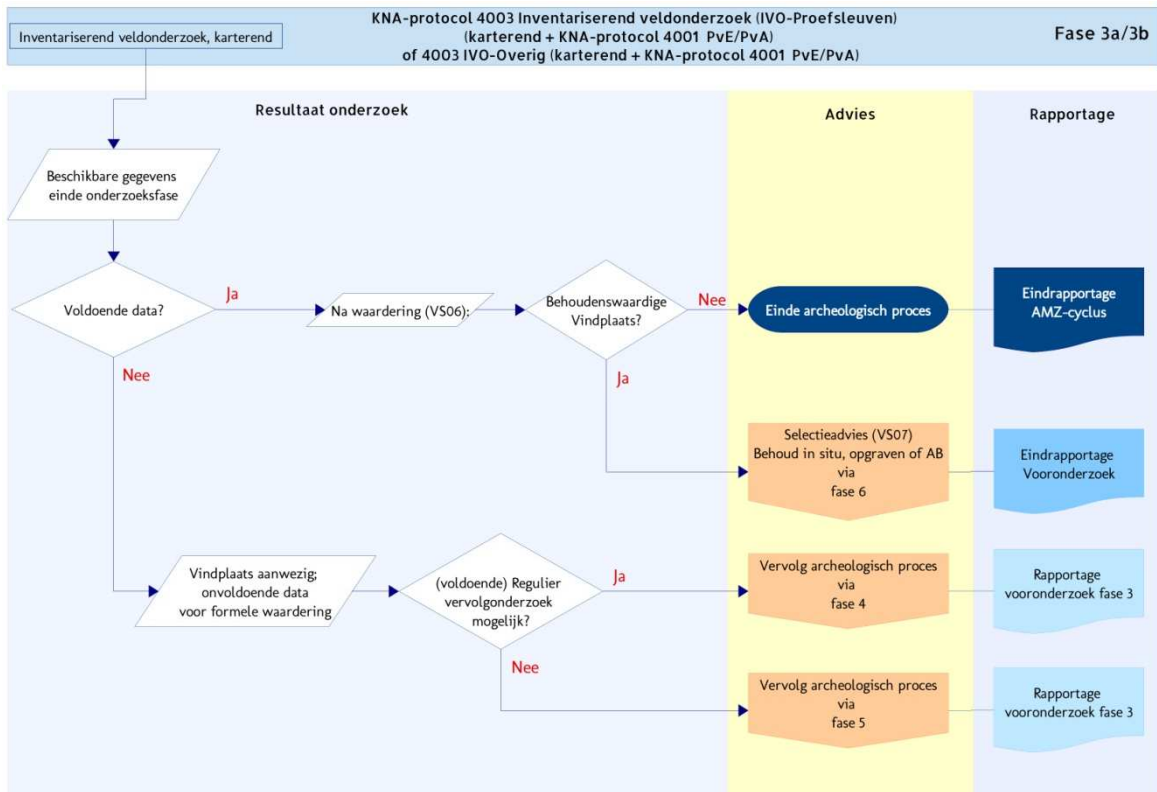 KNA-protocol 4003 Inventariserend veldonderzoek (IVO-Proefsleuven)
(karterend + KNA-protocol 4001 PvE/PvA)
of 4003 IVO-Overig (karterend + KNA-protocol 4001 PvE/PvA)
Fase 3a/3b
Inventariserend veldonderzoek, karterend
Resultaat onderzoek
Advies
Rapportage
Beschikbare gegevens
einde onderzoeksfase
Voldoende data?
Ja
Na waardering (VS06):
Behoudenswaardige
Vindplaats?
Nee
Einde archeologisch proces
Eindrapportage
AMZ-cyclus
Nee
Ja
Selectieadvies (VS07)
Behoud in situ, opgraven of AB
via
fase 6
Eindrapportage
Vooronderzoek
Vindplaats aanwezig;
onvoldoende data
voor formele waardering
(voldoende) Regulier
vervolgonderzoek
mogelijk?
Ja
Vervolg archeologisch proces
via
fase 4
Rapportage
vooronderzoek fase 3
Nee
Vervolg archeologisch proces
via
fase 5
Rapportage
vooronderzoek fase 3